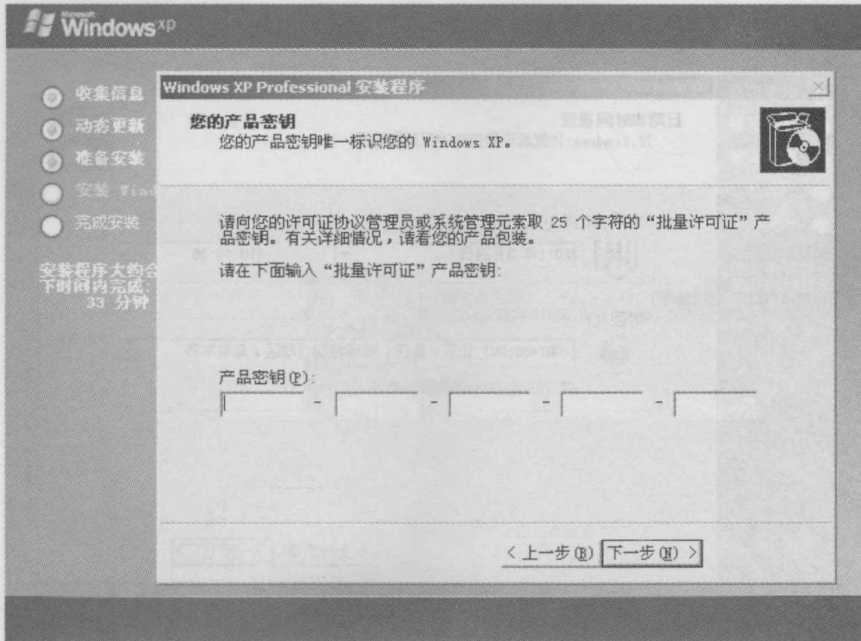 Microsoft
Windows xp
收集信息
动态更新
准备安装
安装 Wind
完成安装
安装程序大约会
下时间内完成:
33 分钟
Windows XP Professional 安装程序
您的产品密钥
您的产品密钥唯一标识您的 Windows XP。
请向您的许可证协议管理员或系统管理元索取 25 个字符的“批量许可证”产
品密钥。有关详细情况，请看您的产品包装。
请在下面输入“批量许可证”产品密钥:
产品密钥(P):
- - - -
< 上一步(B) 下一步(N) >